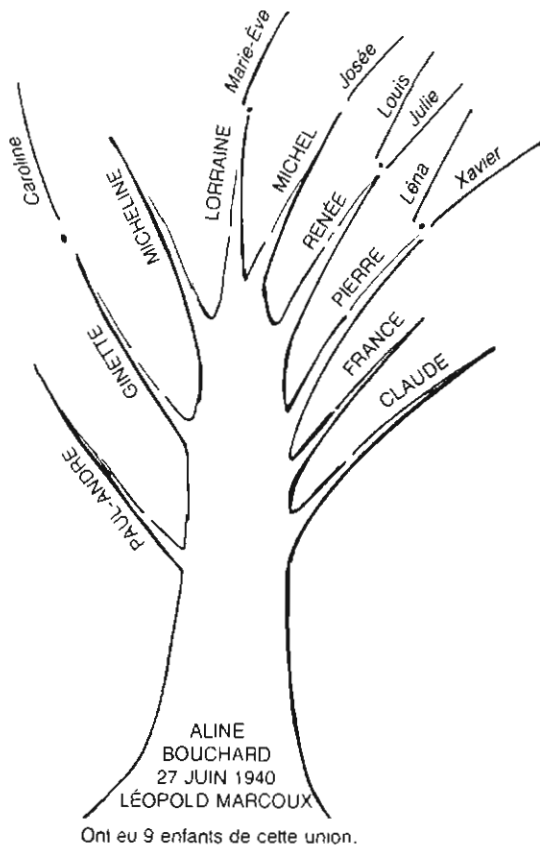 Caroline
MICHELINE
LORRAINE
Marie-Ève
MICHEL
Josée
RENÉE
Louis
Julie
PIERRE
Léna
Xavier
GINETTE
FRANCE
CLAUDE
PAUL-ANDRÉ
ALINE
BOUCHARD
27 JUIN 1940
LÉOPOLD MARCOUX
Ont eu 9 enfants de cette union.